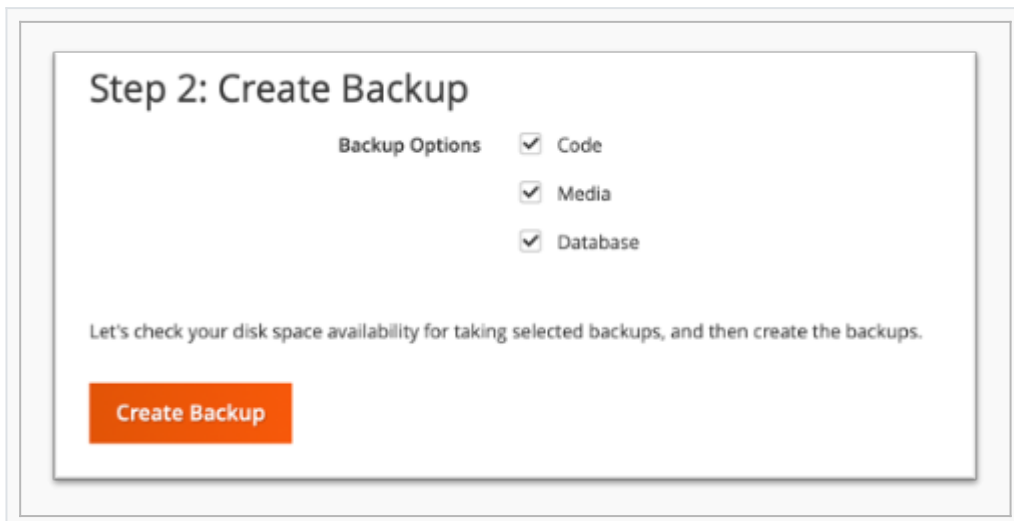 Step 2: Create Backup
Backup Options Code
Media
Database
Let's check your disk space availability for taking selected backups, and then create the backups.
Create Backup